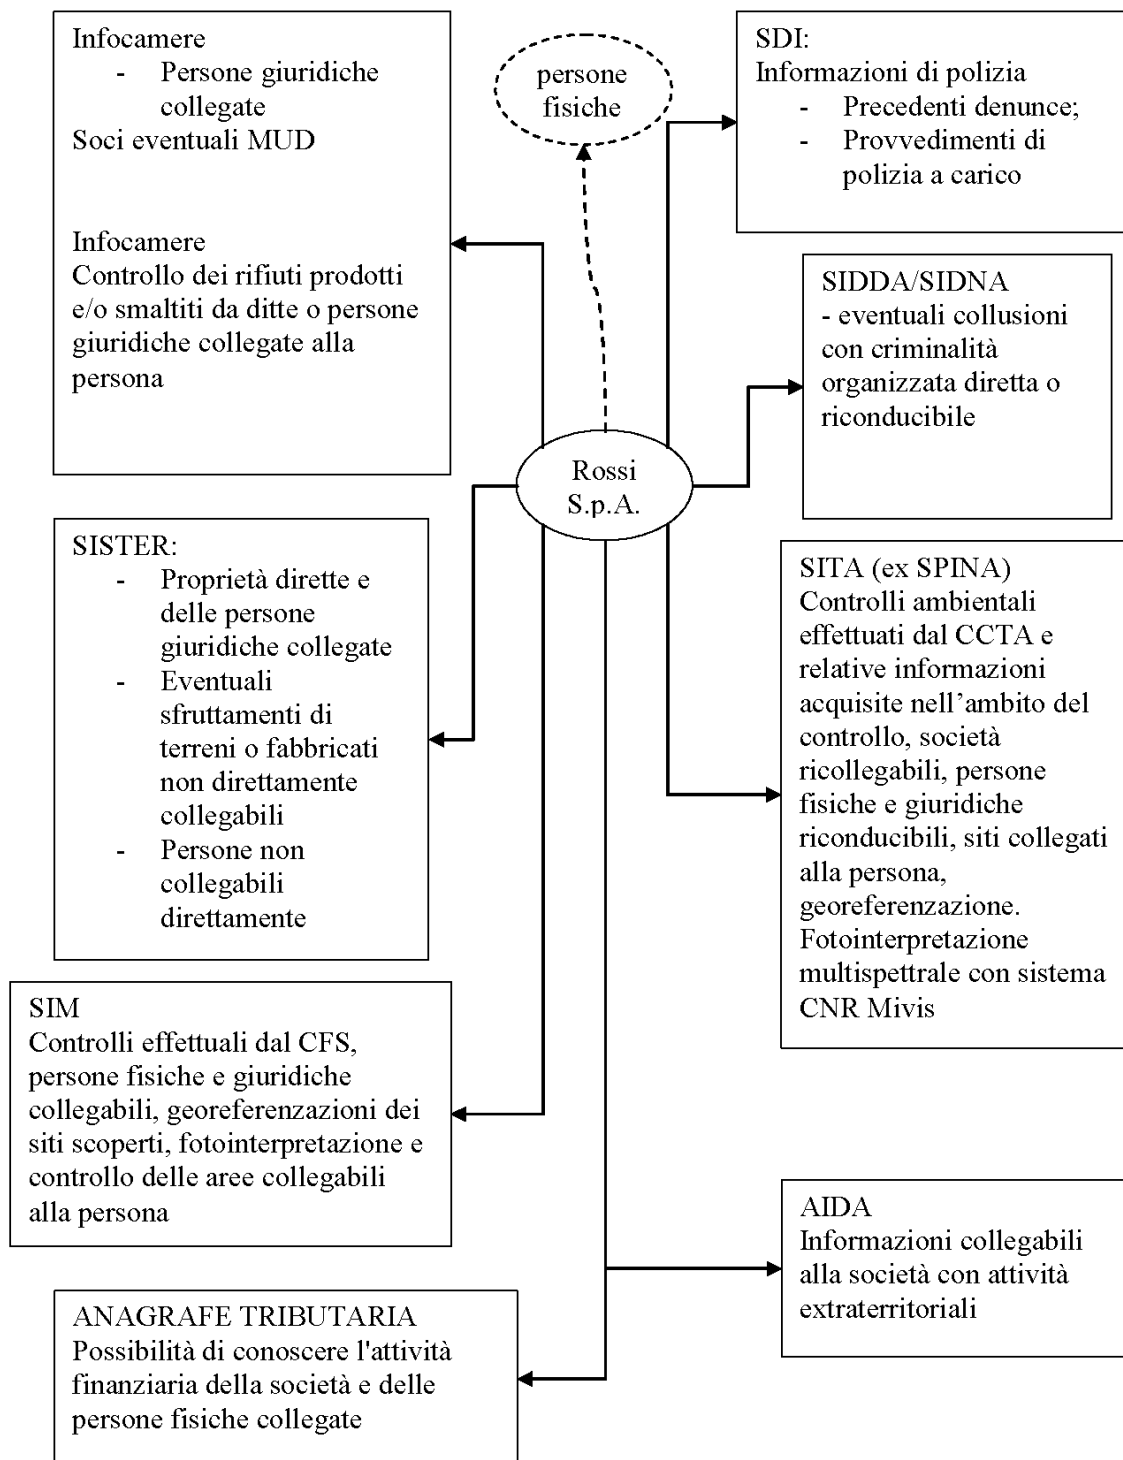 Infocamere
- Persone giuridiche
collegate
Soci eventuali MUD
Infocamere
Controllo dei rifiuti prodotti
e/o smaltiti da ditte o persone
giuridiche collegate alla
persona
persone
fisiche
SDI:
Informazioni di polizia
- Precedenti denunce;
- Provvedimenti di
polizia a carico
SIDDA/SIDNA
- eventuali collusioni
con criminalità
organizzata diretta o
riconducibile
Rossi
S.p.A.
SISTER:
- Proprietà dirette e
delle persone
giuridiche collegate
- Eventuali
sfruttamenti di
terreni o fabbricati
non direttamente
collegabili
- Persone non
collegabili
direttamente
SITA (ex SPINA)
Controlli ambientali
effettuati dal CCTA e
relative informazioni
acquisite nell’ambito del
controllo, società
ricollegabili, persone
fisiche e giuridiche
riconducibili, siti collegati
alla persona,
georeferenzazione.
Fotointerpretazione
multispettrale con sistema
CNR Mivis
SIM
Controlli effettuali dal CFS,
persone fisiche e giuridiche
collegabili, georeferenzazioni dei
siti scoperti, fotointerpretazione e
controllo delle aree collegabili
alla persona
AIDA
Informazioni collegabili
alla società con attività
extraterritoriali
ANAGRAFE TRIBUTARIA
Possibilità di conoscere l'attività
finanziaria della società e delle
persone fisiche collegate